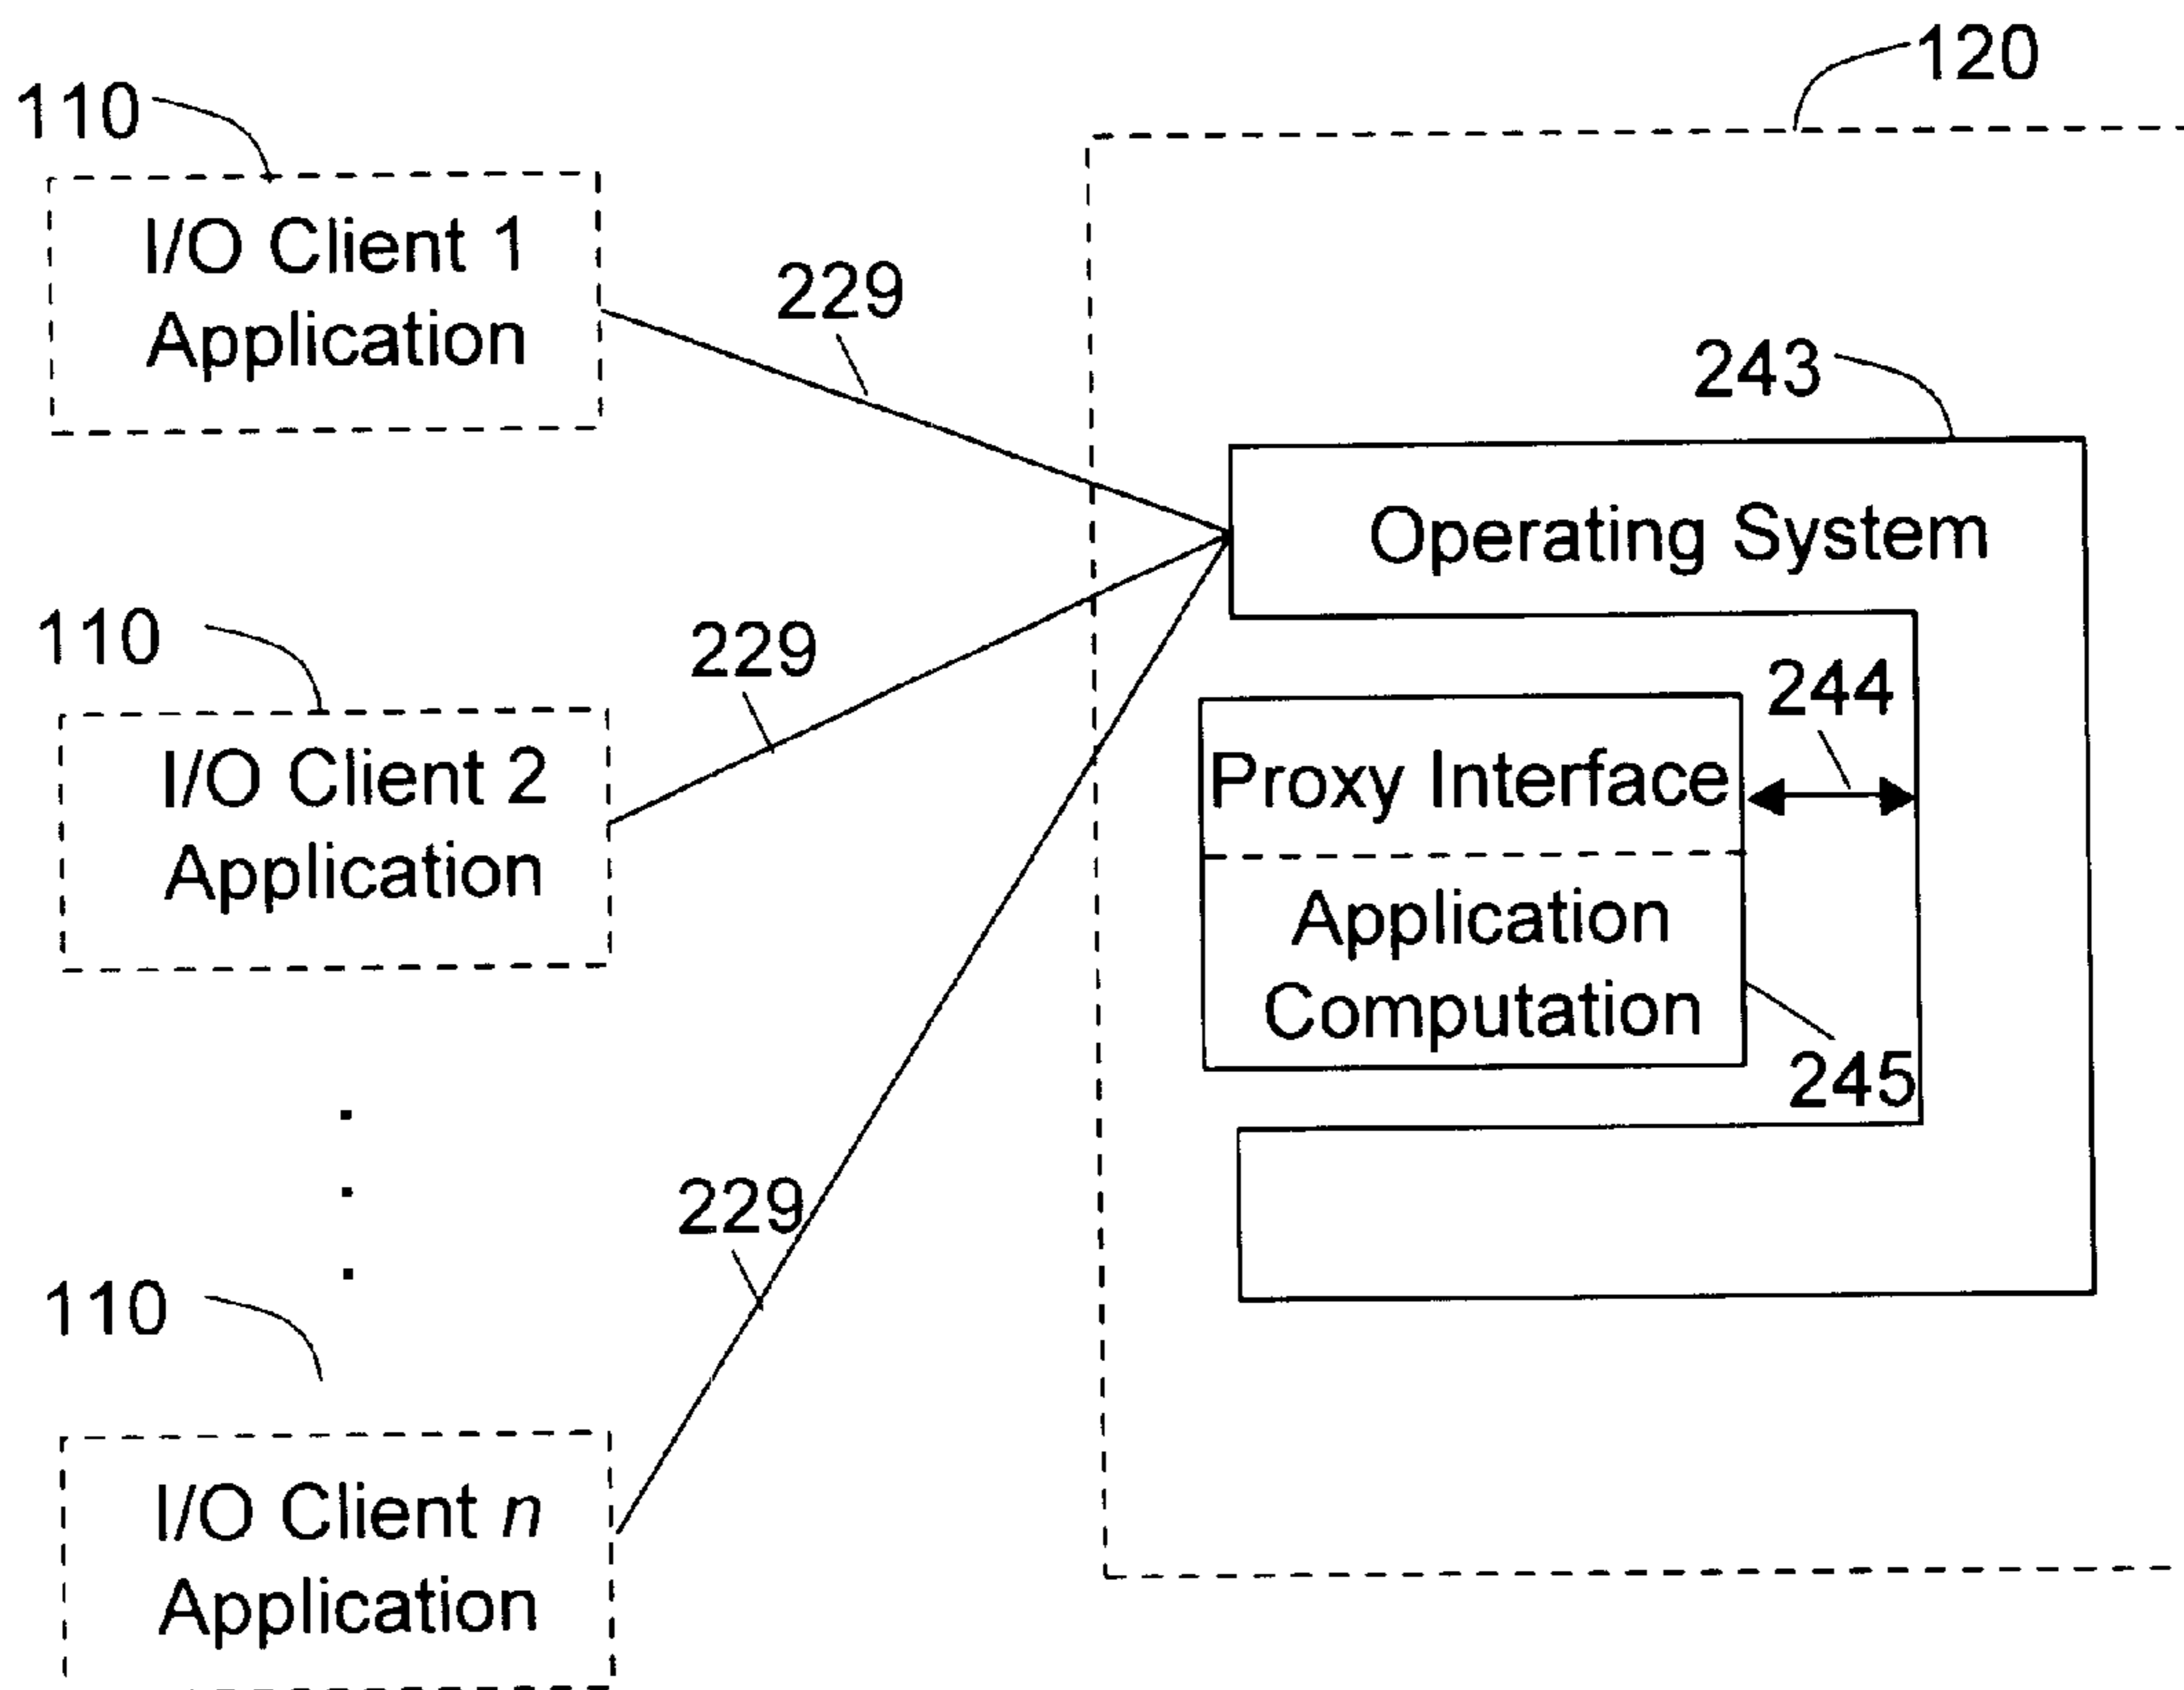 120
110
I/O Client 1
Application
229
243
Operating System
110
229
I/O Client 2
Application
244
Proxy Interface
Application
Computation
245
229
110
I/O Client n
Application